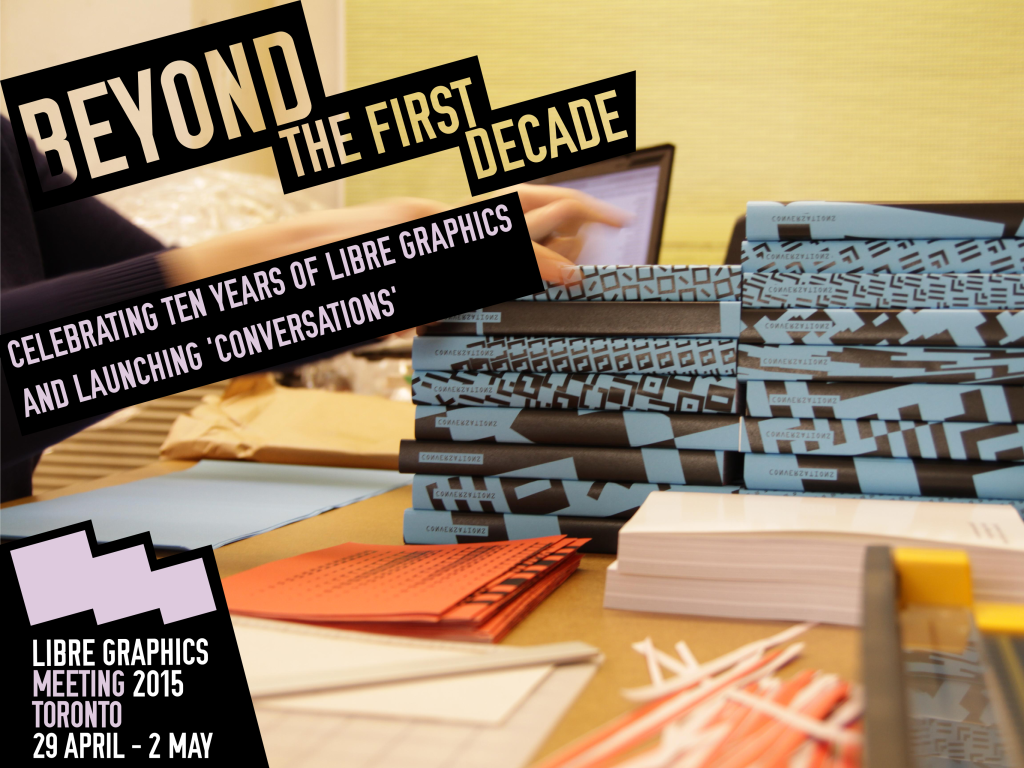 BEYOND
THE FIRST
DECADE
CELEBRATING TEN YEARS OF LIBRE GRAPHICS
AND LAUNCHING 'CONVERSATIONS'
LIBRE GRAPHICS
MEETING 2015
TORONTO
29 APRIL - 2 MAY